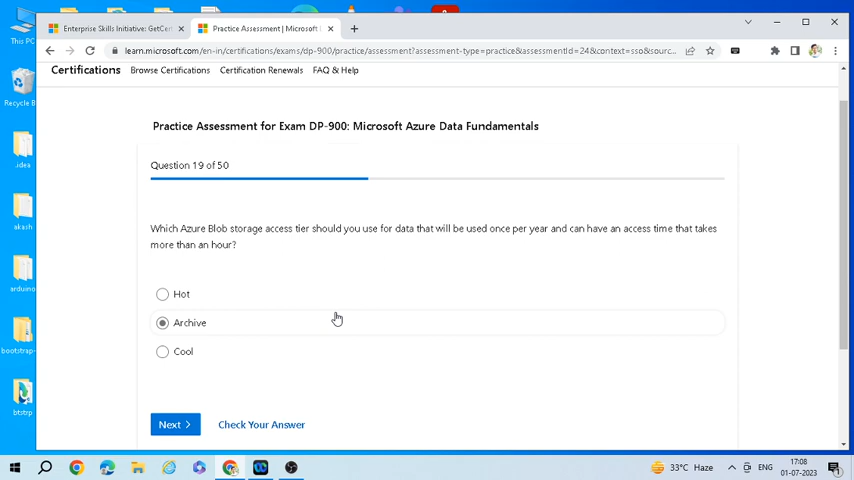 This PC
Recycle B
.idea
akash
arduino
bootstrap-
btstrp
Enterprise Skills Initiative: GetCert
Practice Assessment | Microsoft
learn.microsoft.com/en-in/certifications/exams/dp-900/practice/assessment?assessment-type=practice&assessmentId=24&context=sso&sourc...
Certifications Browse Certifications Certification Renewals FAQ & Help
Practice Assessment for Exam DP-900: Microsoft Azure Data Fundamentals
Question 19 of 50
Which Azure Blob storage access tier should you use for data that will be used once per year and can have an access time that takes
more than an hour?
Hot
Archive
Cool
Next
Check Your Answer
33°C Haze
ENG
17:08
01-07-2023
1